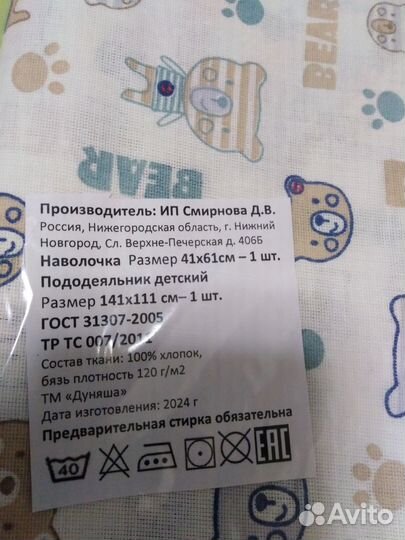 BEAR
BEAR
Производитель: ИП Смирнова Д.В.
Россия, Нижегородская область, г. Нижний
Новгород, Сл. Верхне-Печерская д. 406Б
Наволочка Размер 41х61см – 1 шт.
Пододеяльник детский
Размер 141х111 см– 1 шт.
ГОСТ 31307-2005
ТР ТС 007/2011
Состав ткани: 100% хлопок,
бязь плотность 120 г/м2
ТМ «Дуняша»
Дата изготовления: 2024 г
Предварительная стирка обязательна
40 EAC
Avito